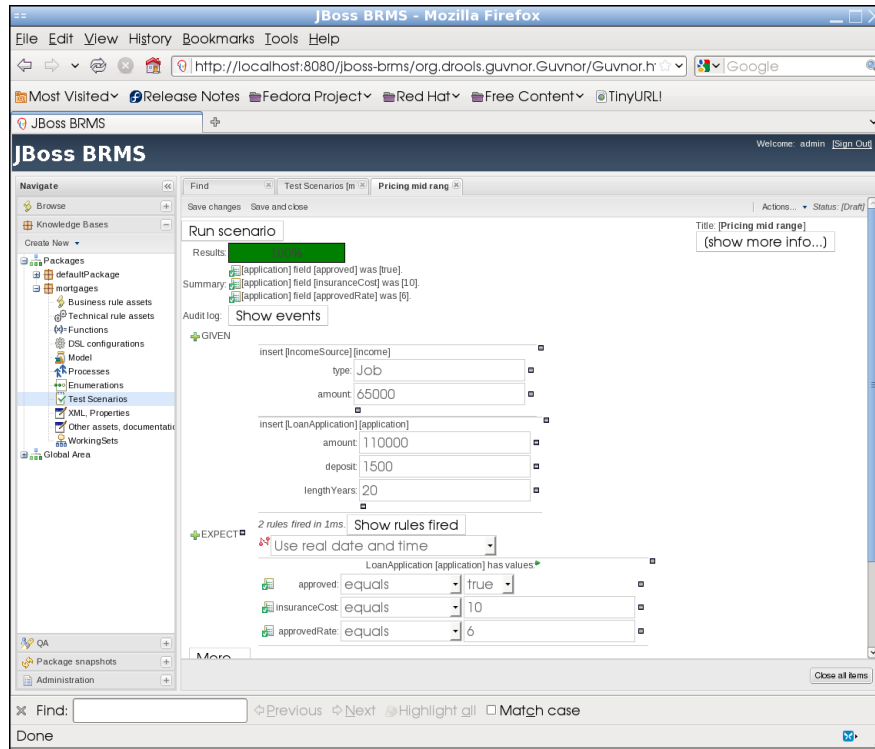 JBoss BRMS - Mozilla Firefox
File Edit View History Bookmarks Tools Help
http://localhost:8080/jboss-brms/org.drools.guvnor.Guvnor/Guvnor.h
Google
Most Visited Release Notes Fedora Project Red Hat Free Content TinyURL!
JBoss BRMS
JBoss BRMS
Welcome: admin [Sign Out]
Navigate
Browse
Knowledge Bases
Create New
Packages
defaultPackage
mortgages
Business rule assets
Technical rule assets
Functions
DSL configurations
Model
Processes
Enumerations
Test Scenarios
XML, Properties
Other assets, documentatio
WorkingSets
Global Area
QA
Package snapshots
Administration
Find Test Scenarios [m Pricing mid rang
Save changes Save and close Actions... Status: [Draft]
Run scenario
Title: [Pricing mid range]
(show more info...)
Results: 100%
[application] field [approved] was [true].
Summary: [application] field [insuranceCost] was [10].
[application] field [approvedRate] was [6].
Audit log: Show events
GIVEN
insert [IncomeSource] [income]
type: Job
amount: 65000
insert [LoanApplication] [application]
amount: 110000
deposit: 1500
lengthYears: 20
EXPECT
2 rules fired in 1ms. Show rules fired
Use real date and time
LoanApplication [application] has values:
approved: equals true
insuranceCost: equals 10
approvedRate: equals 6
More...
Close all items
Find: Previous Next Highlight all Match case
Done